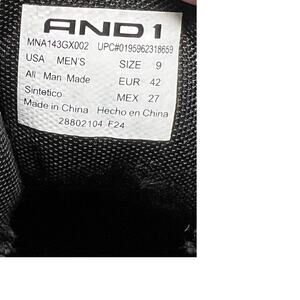 AND1
MNA143GX002 UPC#0195962318659
USA MEN'S SIZE 9
All Man Made EUR 42
Sintetico MEX 27
Made in China Hecho en China
28802104 F24